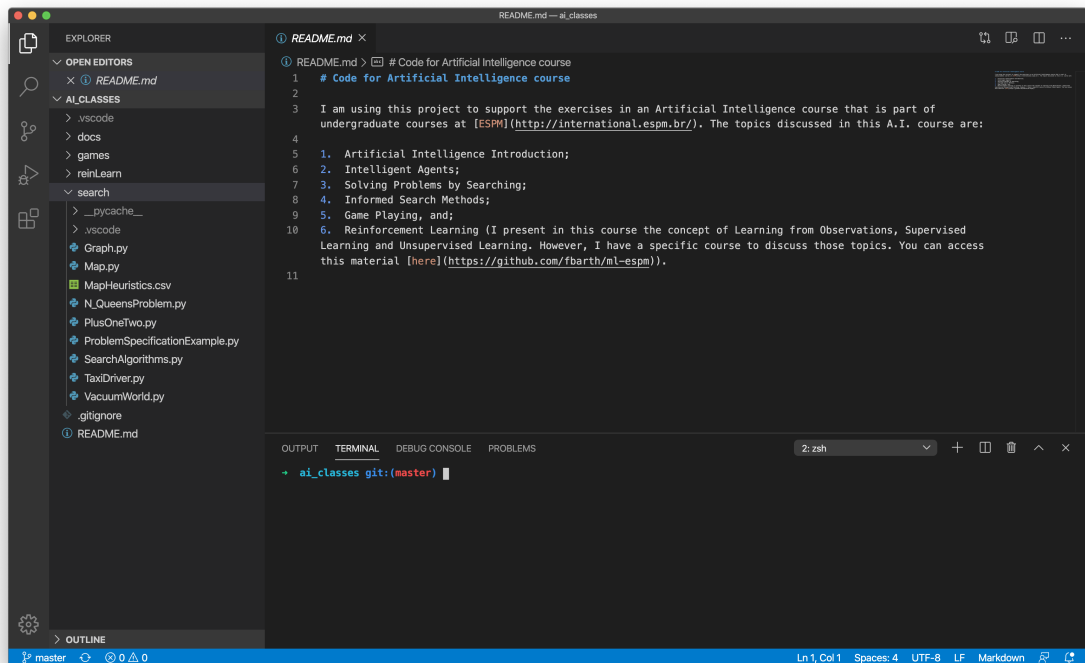 README.md — ai_classes
EXPLORER
OPEN EDITORS
README.md
AI_CLASSES
.vscode
docs
games
reinLearn
search
__pycache__
.vscode
Graph.py
Map.py
MapHeuristics.csv
N_QueensProblem.py
PlusOneTwo.py
ProblemSpecificationExample.py
SearchAlgorithms.py
TaxiDriver.py
VacuumWorld.py
.gitignore
README.md
OUTLINE
README.md
README.md > # Code for Artificial Intelligence course
1 # Code for Artificial Intelligence course
2
3 I am using this project to support the exercises in an Artificial Intelligence course that is part of
undergraduate courses at [ESPM](http://international.espm.br/). The topics discussed in this A.I. course are:
4
5 1. Artificial Intelligence Introduction;
6 2. Intelligent Agents;
7 3. Solving Problems by Searching;
8 4. Informed Search Methods;
9 5. Game Playing, and;
10 6. Reinforcement Learning (I present in this course the concept of Learning from Observations, Supervised
Learning and Unsupervised Learning. However, I have a specific course to discuss those topics. You can access
this material [here](https://github.com/fbarth/ml-espm)).
11
OUTPUT TERMINAL DEBUG CONSOLE PROBLEMS 2: zsh
→ ai_classes git:(master)
master 0 0 Ln 1, Col 1 Spaces: 4 UTF-8 LF Markdown